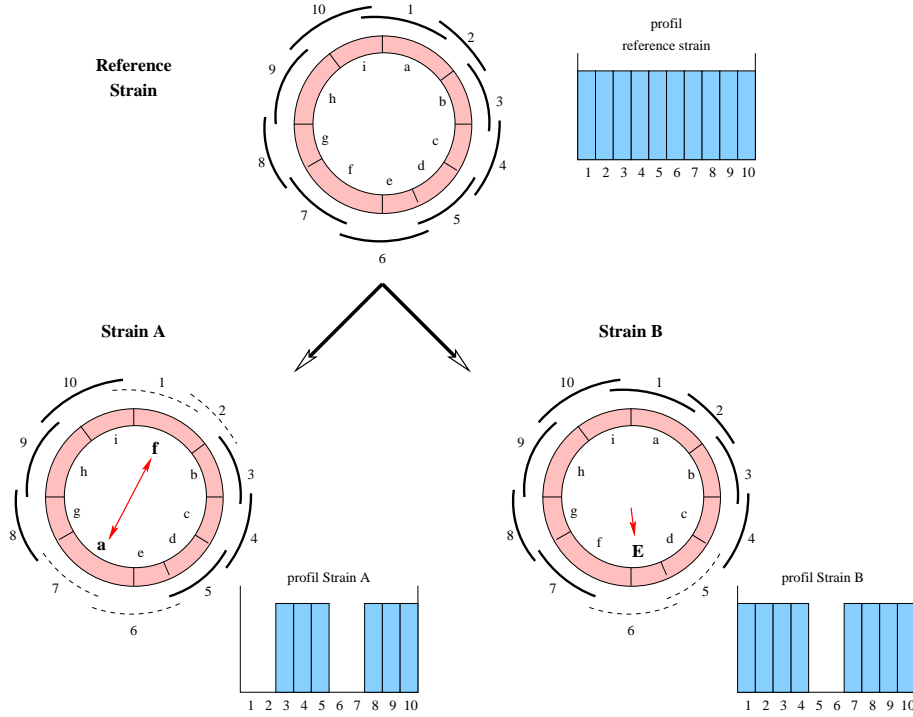 Reference
Strain
10
1
2
9
i
a
3
h
b
g
c
8
f
d
4
e
7
5
6
profil
reference strain
1 2 3 4 5 6 7 8 9 10
Strain A
10
1
2
9
i
f
3
h
b
g
c
8
a
d
4
e
7
5
6
profil Strain A
1 2 3 4 5 6 7 8 9 10
Strain B
10
1
2
9
i
a
3
h
b
g
c
8
f
d
4
E
7
5
6
profil Strain B
1 2 3 4 5 6 7 8 9 10